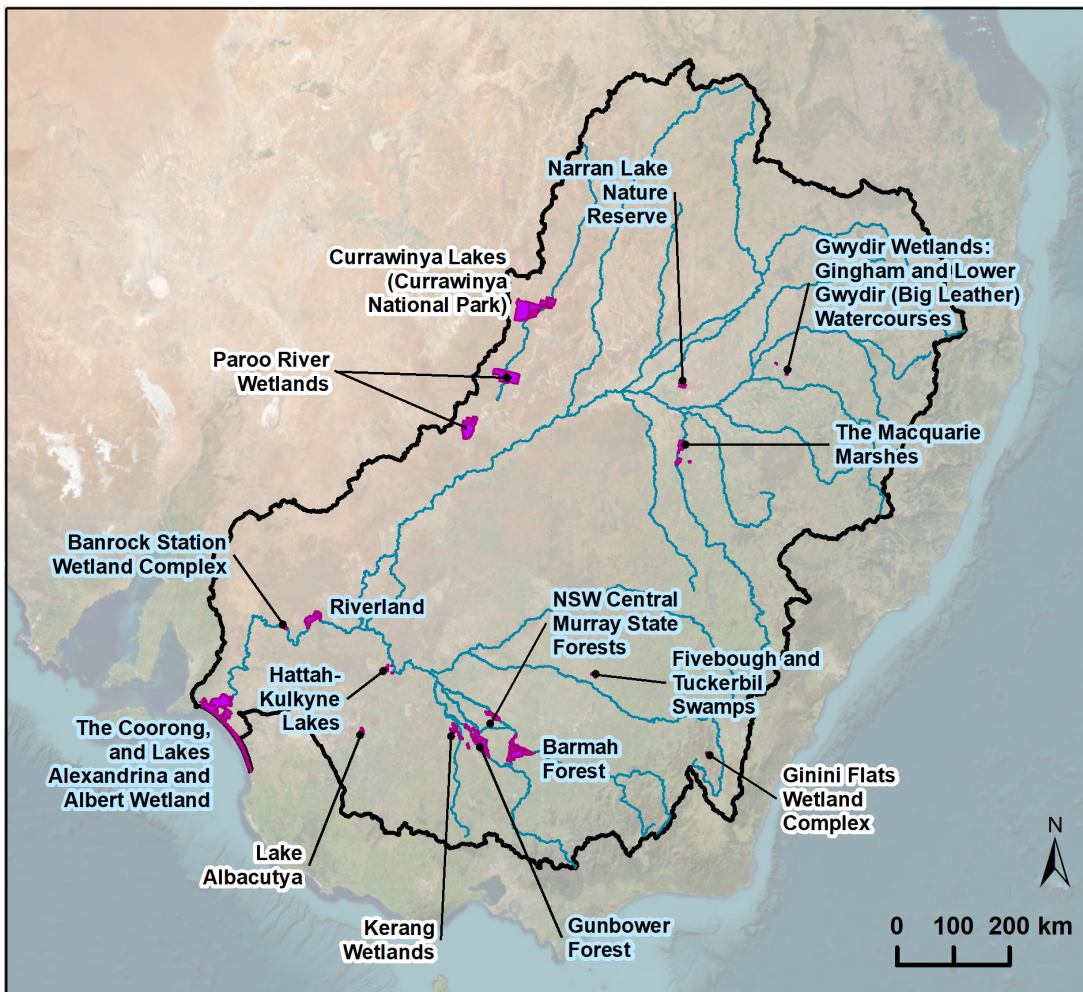 Narran Lake
Nature
Reserve
Currawinya Lakes
(Currawinya
National Park)
Gwydir Wetlands:
Gingham and Lower
Gwydir (Big Leather)
Watercourses
Paroo River
Wetlands
The Macquarie
Marshes
Banrock Station
Wetland Complex
Riverland
NSW Central
Murray State
Forests
Hattah-
Kulkyne
Lakes
Fivebough and
Tuckerbil
Swamps
The Coorong,
and Lakes
Alexandrina and
Albert Wetland
Barmah
Forest
Ginini Flats
Wetland
Complex
Lake
Albacutya
Kerang
Wetlands
Gunbower
Forest
N
0 100 200 km